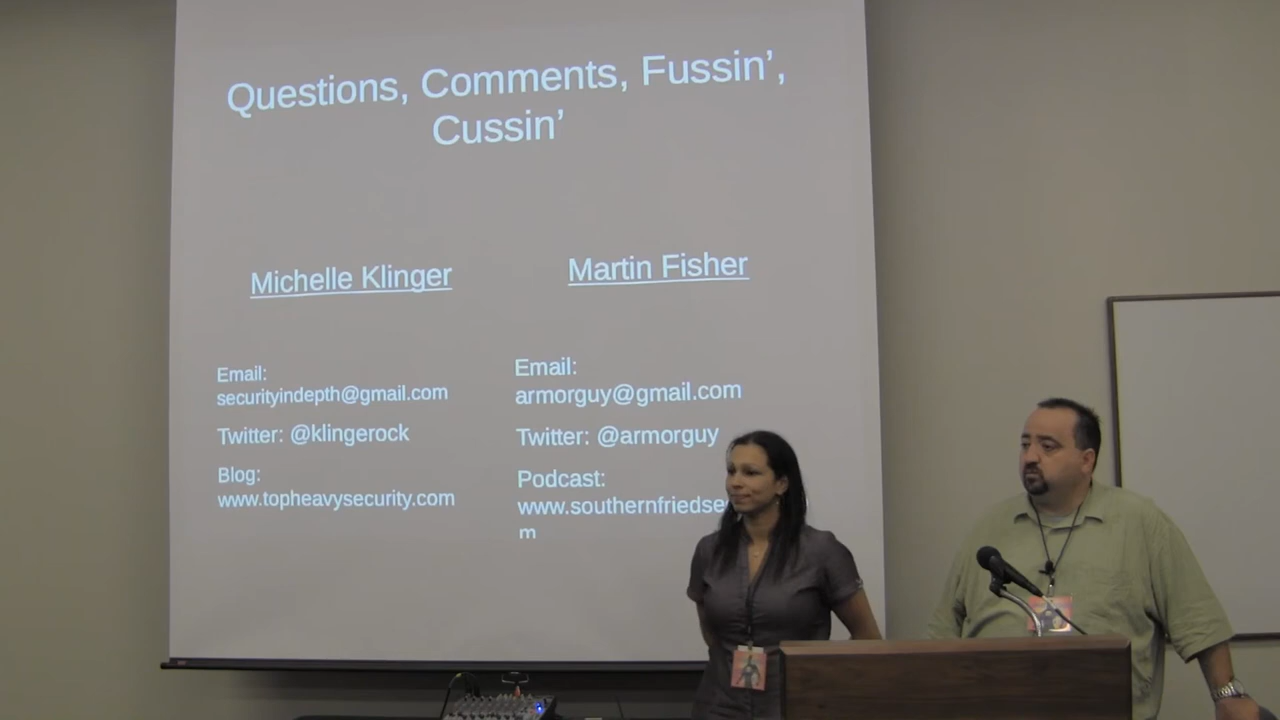 Questions, Comments, Fussin’,
Cussin’
Michelle Klinger
Email:
securityindepth@gmail.com
Twitter: @klingerock
Blog:
www.topheavysecurity.com
Martin Fisher
Email:
armorguy@gmail.com
Twitter: @armorguy
Podcast:
www.southernfriedse
m